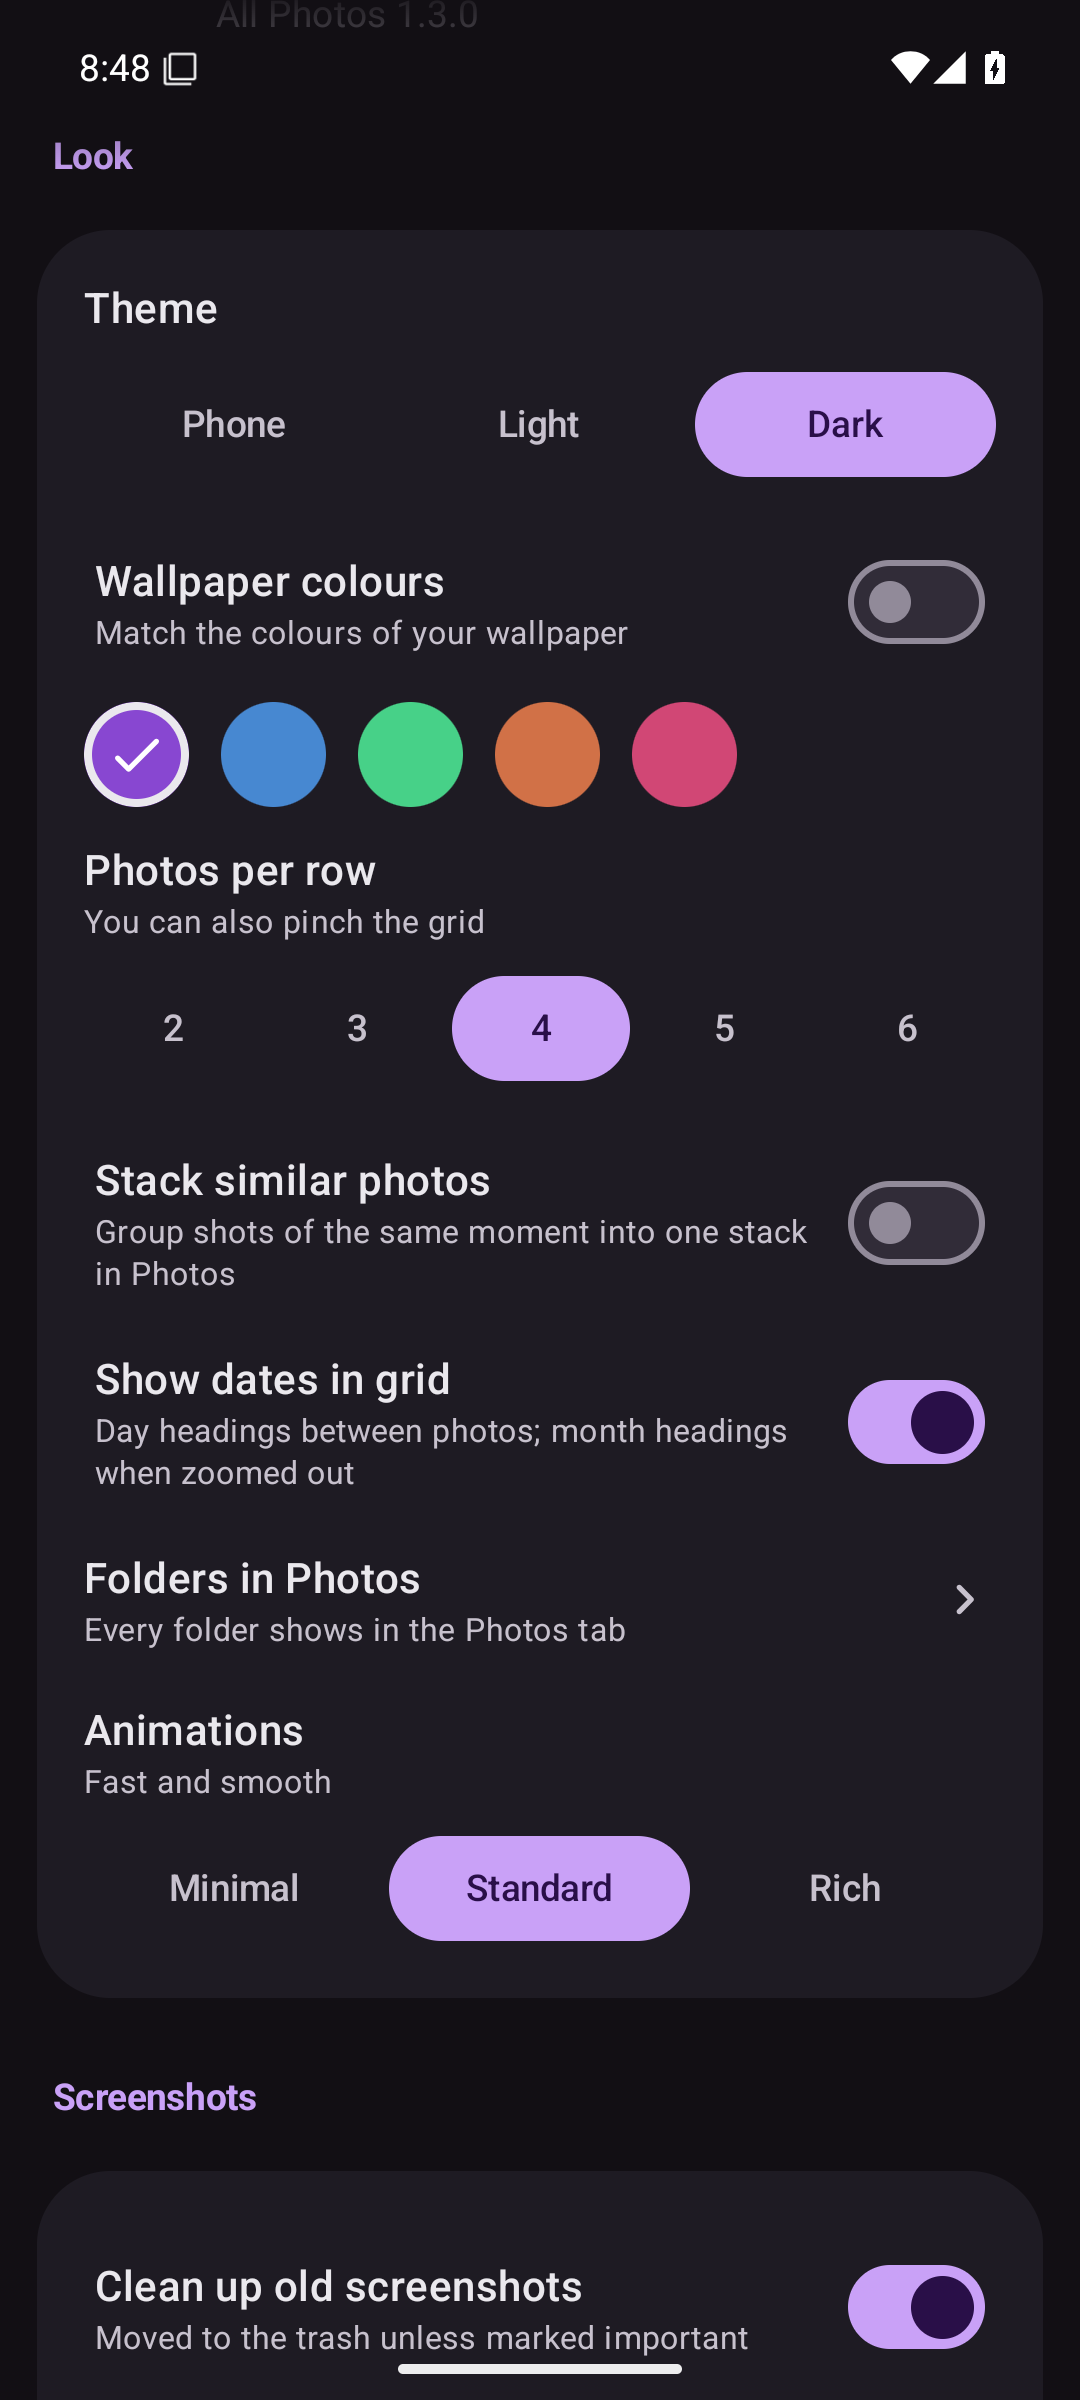 All Photos 1.3.0
8:48
Look
Theme
Phone Light Dark
Wallpaper colours
Match the colours of your wallpaper
Photos per row
You can also pinch the grid
2 3 4 5 6
Stack similar photos
Group shots of the same moment into one stack
in Photos
Show dates in grid
Day headings between photos; month headings
when zoomed out
Folders in Photos
Every folder shows in the Photos tab
Animations
Fast and smooth
Minimal Standard Rich
Screenshots
Clean up old screenshots
Moved to the trash unless marked important